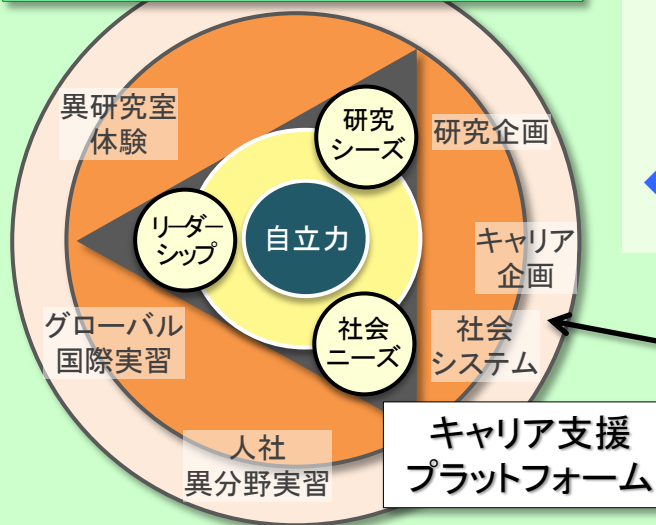 異研究室
体験
研究
シーズ
研究企画
リーダー
シップ
自立力
キャリア
企画
グローバル
国際実習
社会
ニーズ
社会
システム
人社
異分野実習
キャリア支援
プラットフォーム